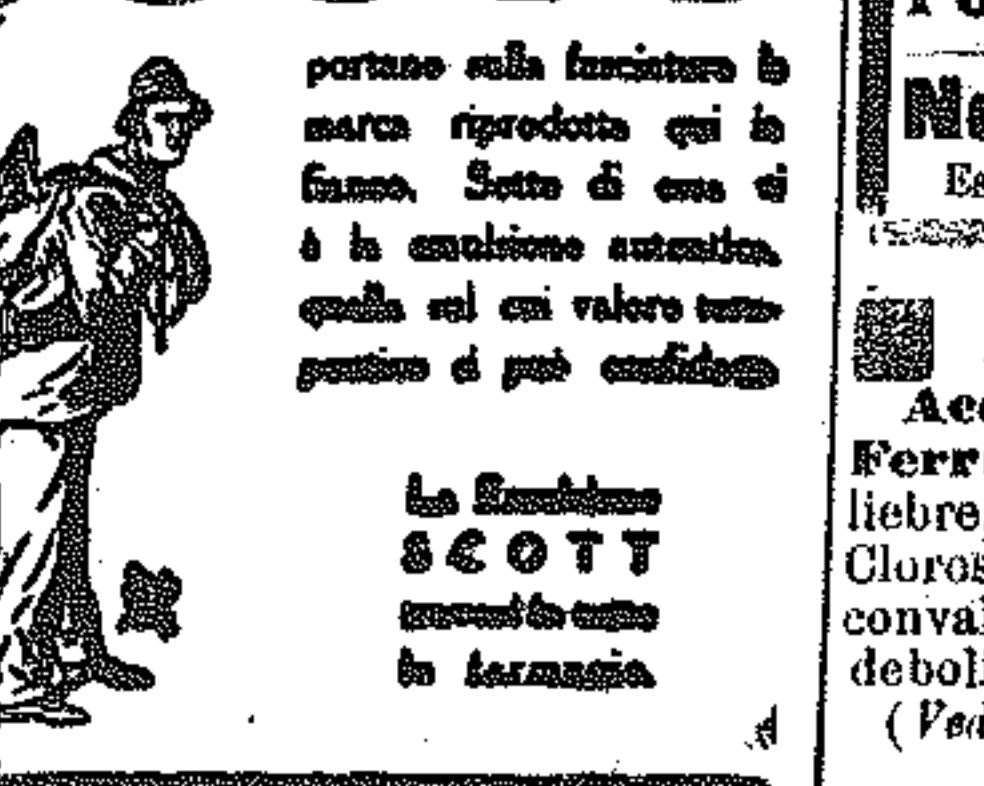 portano sulla fasciatura la
marca riprodotta qui in
fianco. Sotto di essa vi
è la emulsione autentica,
quella sul cui valore tera-
peutico si può
La Emulsione
SCOTT
trovasi in tutte
le farmacie.
Ne
Es
Acc
Ferr
liebre,
Cloros
conval
deboli
(Ved